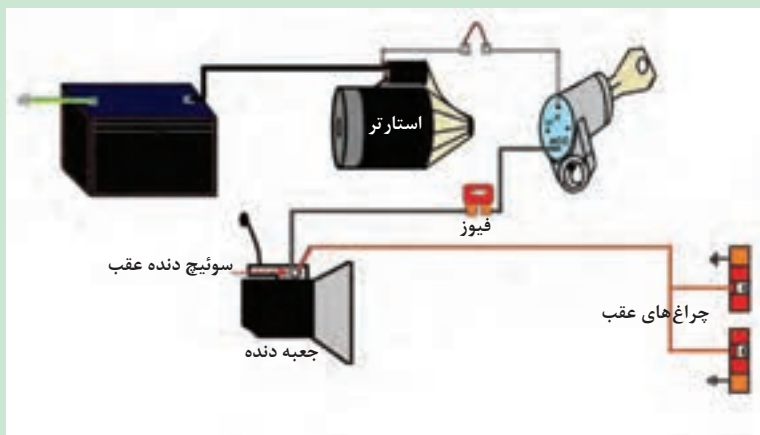 استارتر
فیوز
سوئیچ دنده عقب
چراغ‌های عقب
جعبه دنده